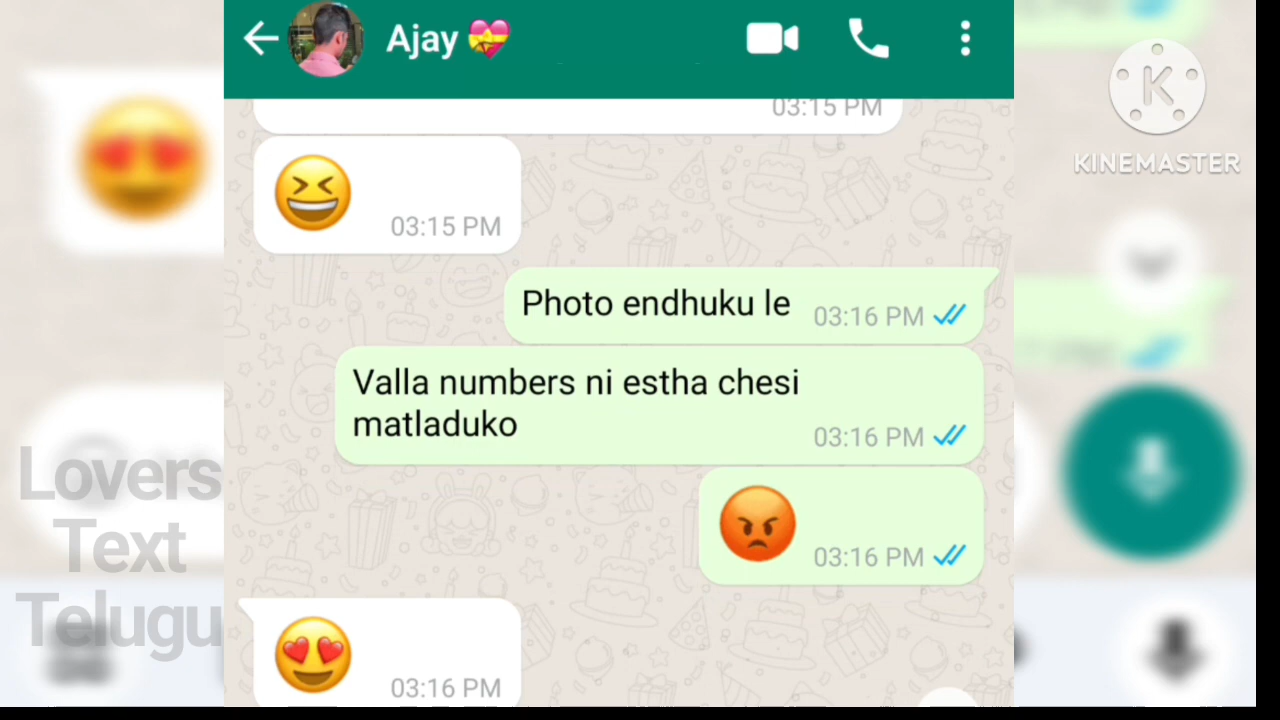 Ajay 💝
03:15 PM
😆 03:15 PM
Photo endhuku le 03:16 PM
Valla numbers ni estha chesi
matladuko 03:16 PM
😡 03:16 PM
😍 03:16 PM
K
KINEMASTER
Lovers
Text
Telugu